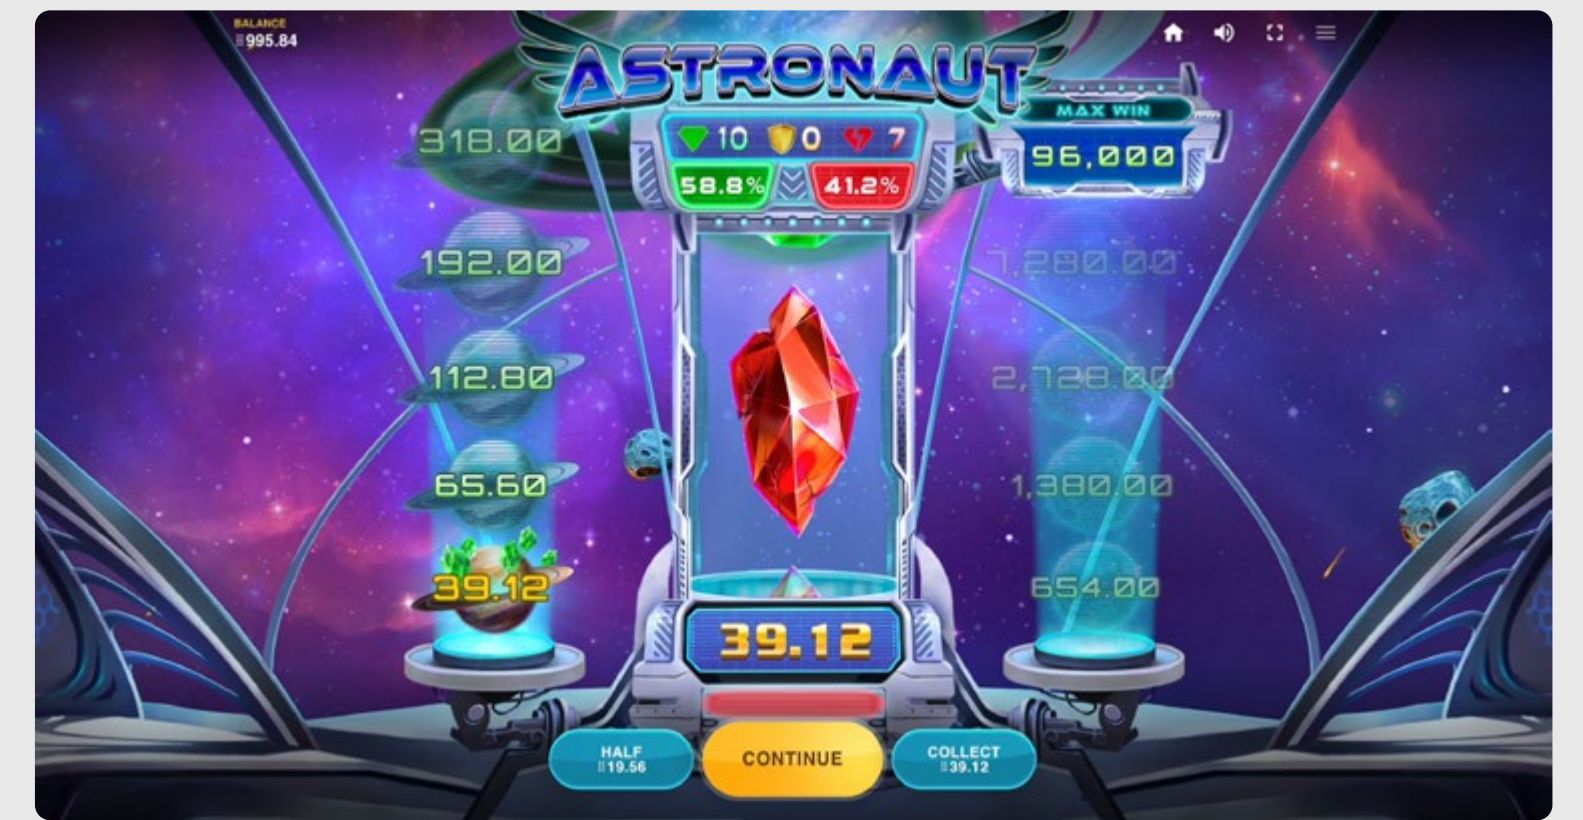 BALANCE
995.84
ASTRONAUT
MAX WIN
96,000
10 0 7
58.8% 41.2%
318.00
192.00
112.80
65.60
39.12
7,280.00
2,728.00
1,380.00
654.00
39.12
HALF
19.56
CONTINUE
COLLECT
39.12